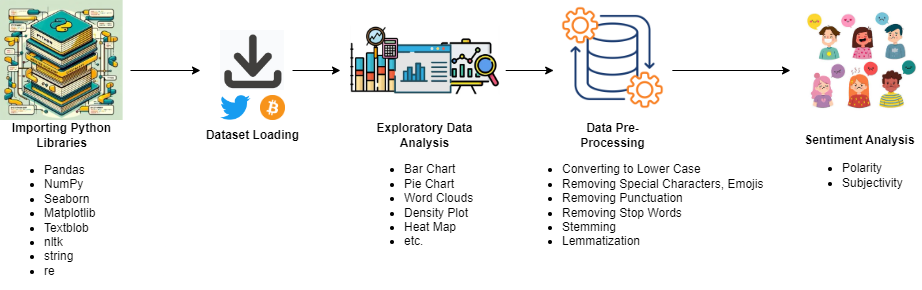 Importing Python
Libraries
Pandas
NumPy
Seaborn
Matplotlib
Textblob
nltk
string
re
Dataset Loading
Exploratory Data
Analysis
Bar Chart
Pie Chart
Word Clouds
Density Plot
Heat Map
etc.
Data Pre-
Processing
Converting to Lower Case
Removing Special Characters, Emojis
Removing Punctuation
Removing Stop Words
Stemming
Lemmatization
Sentiment Analysis
Polarity
Subjectivity